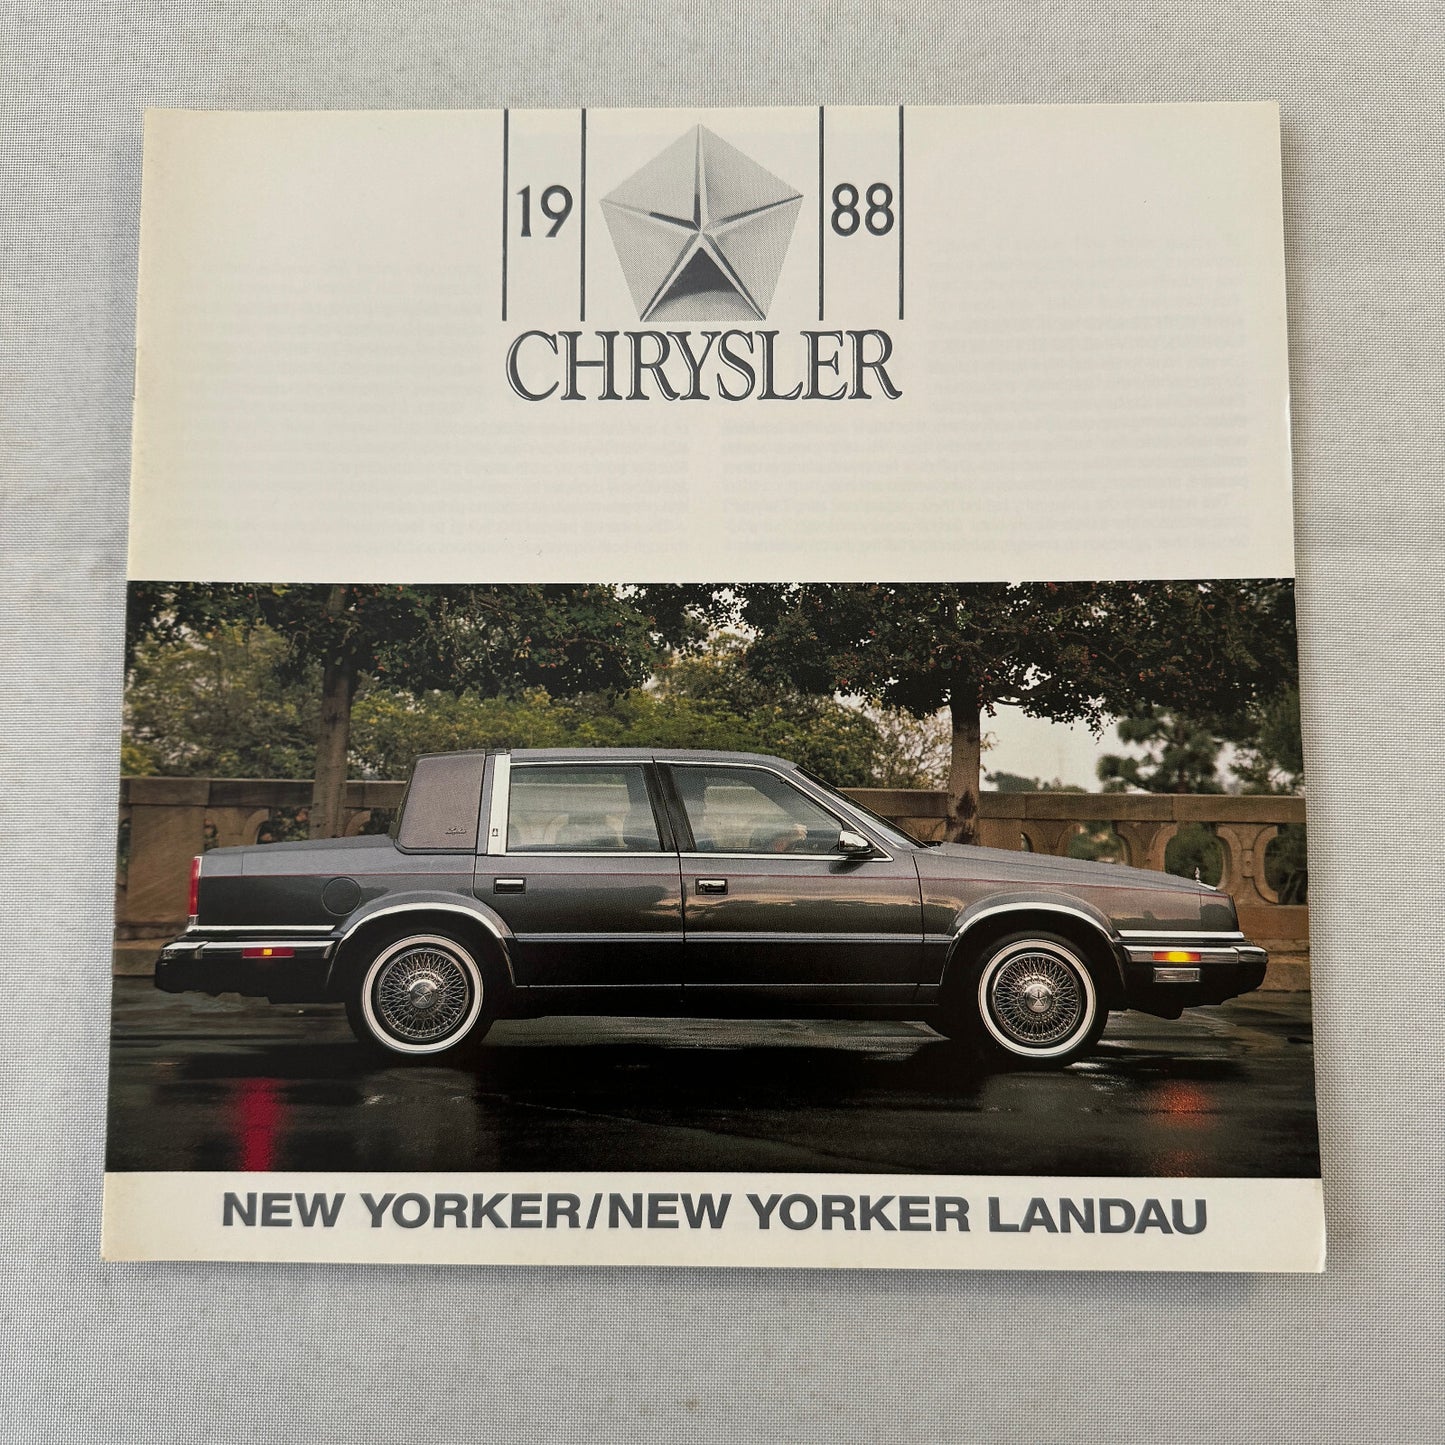 19 88
CHRYSLER
NEW YORKER/NEW YORKER LANDAU